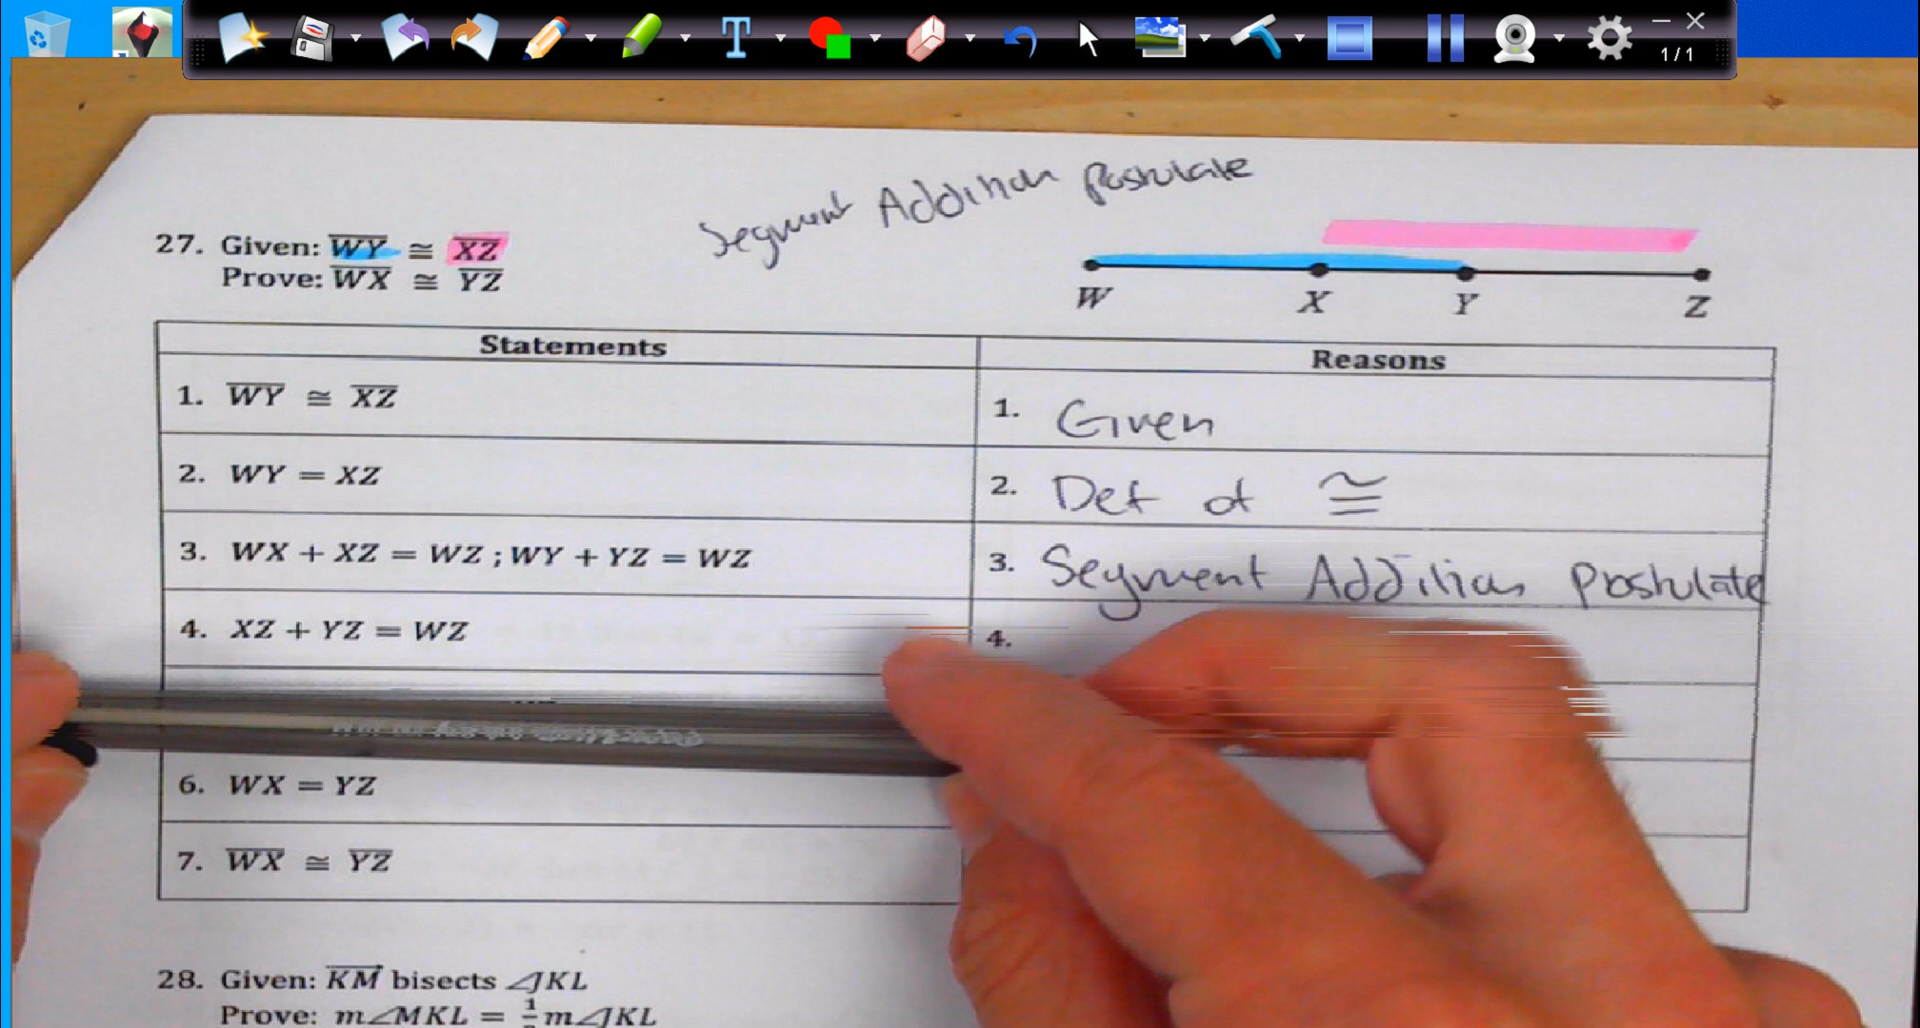 1/1
Segment Addition Postulate
27. Given: WY ≅ XZ
Prove: WX ≅ YZ
W X Y Z
Statements Reasons
1. WY ≅ XZ 1. Given
2. WY = XZ 2. Def of ≅
3. WX + XZ = WZ ; WY + YZ = WZ 3. Segment Addition Postulate
4. XZ + YZ = WZ 4.
6. WX = YZ
7. WX ≅ YZ
28. Given: KM bisects ∠JKL
Prove: m∠MKL = ½m∠JKL